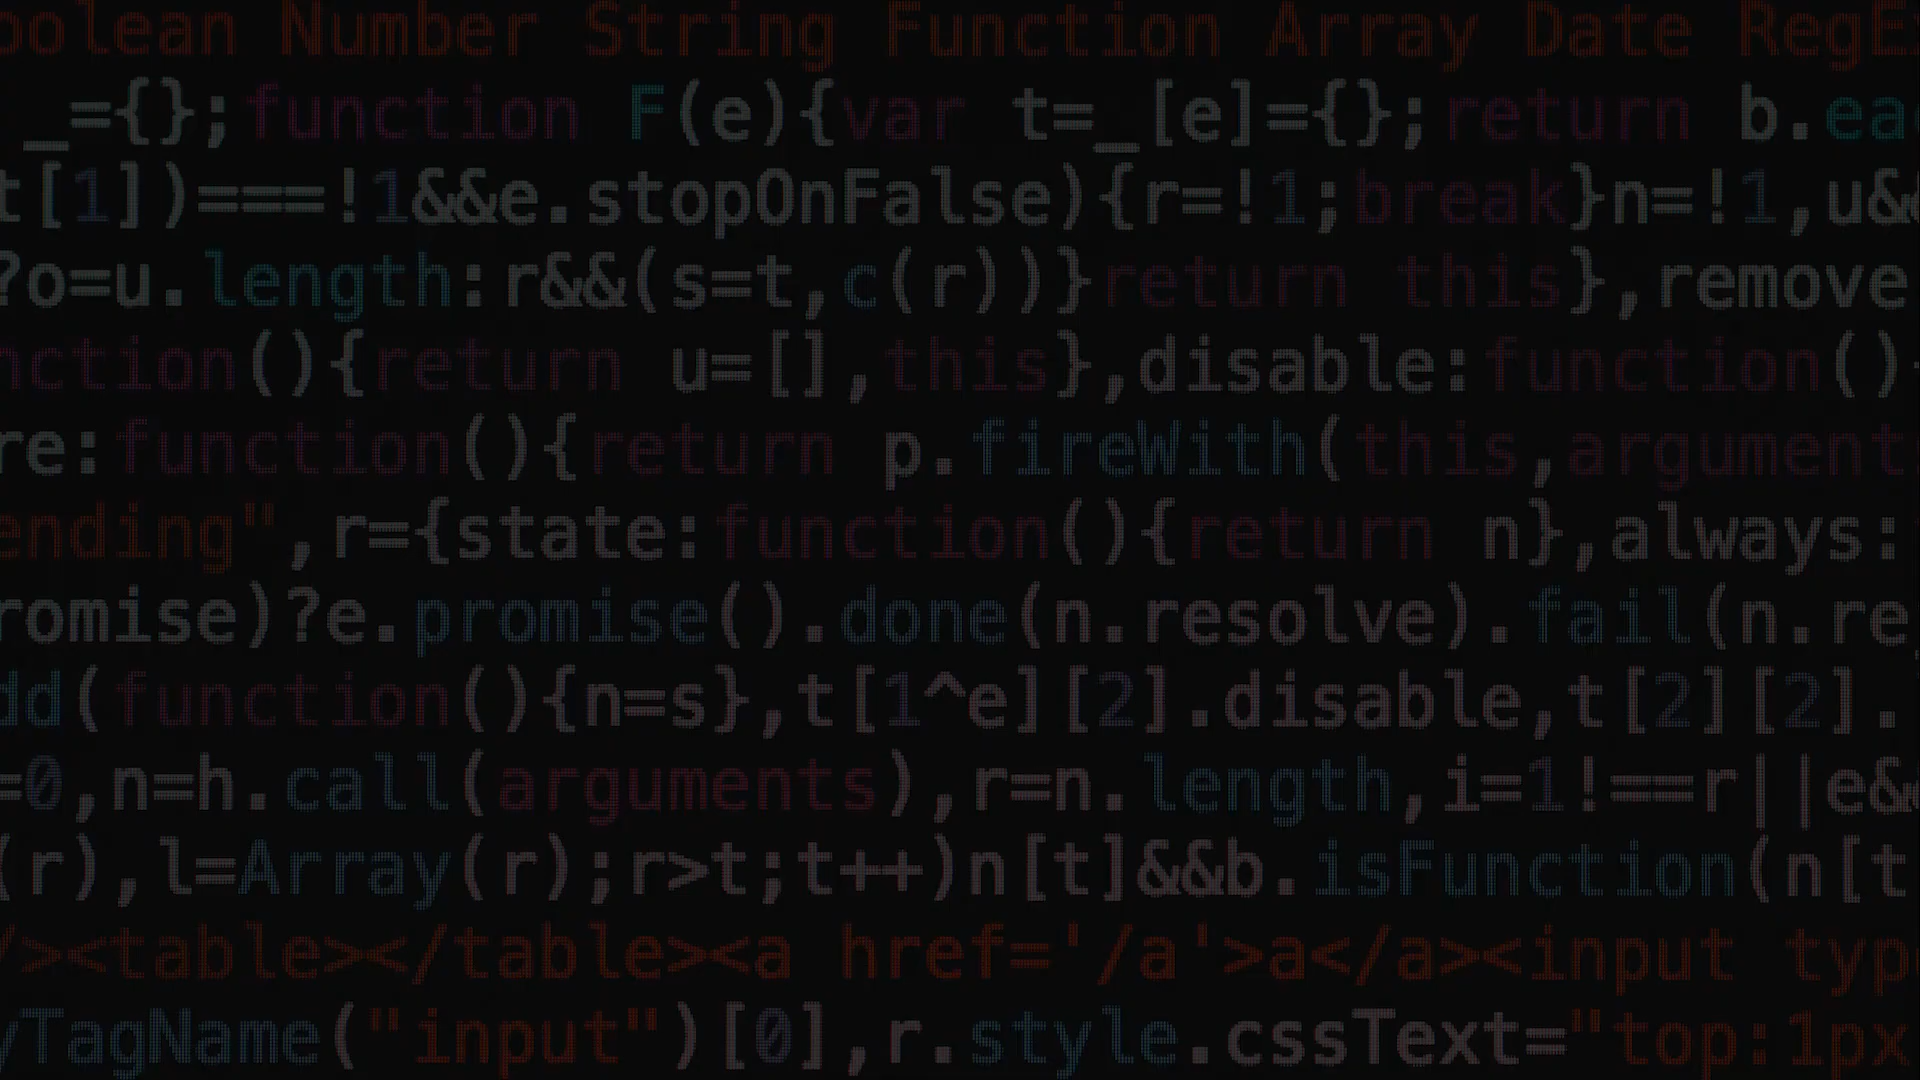 oolean Number String Function Array Date RegE
_={};function F(e){var t=_[e]={};return b.ea
t[1])===!1&&e.stopOnFalse){r=!1;break}n=!1,u&&
?o=u.length:r&&(s=t,c(r))}return this},remove
nction(){return u=[],this},disable:function()
re:function(){return p.fireWith(this,argument
ending",r={state:function(){return n},always:
romise)?e.promise().done(n.resolve).fail(n.re
dd(function(){n=s},t[1^e][2].disable,t[2][2].
=0,n=h.call(arguments),r=n.length,i=1!==r||e&
(r),l=Array(r);r>t;t++)n[t]&&b.isFunction(n[t
/><table></table><a href='/a'>a</a><input typ
yTagName("input")[0],r.style.cssText="top:1px